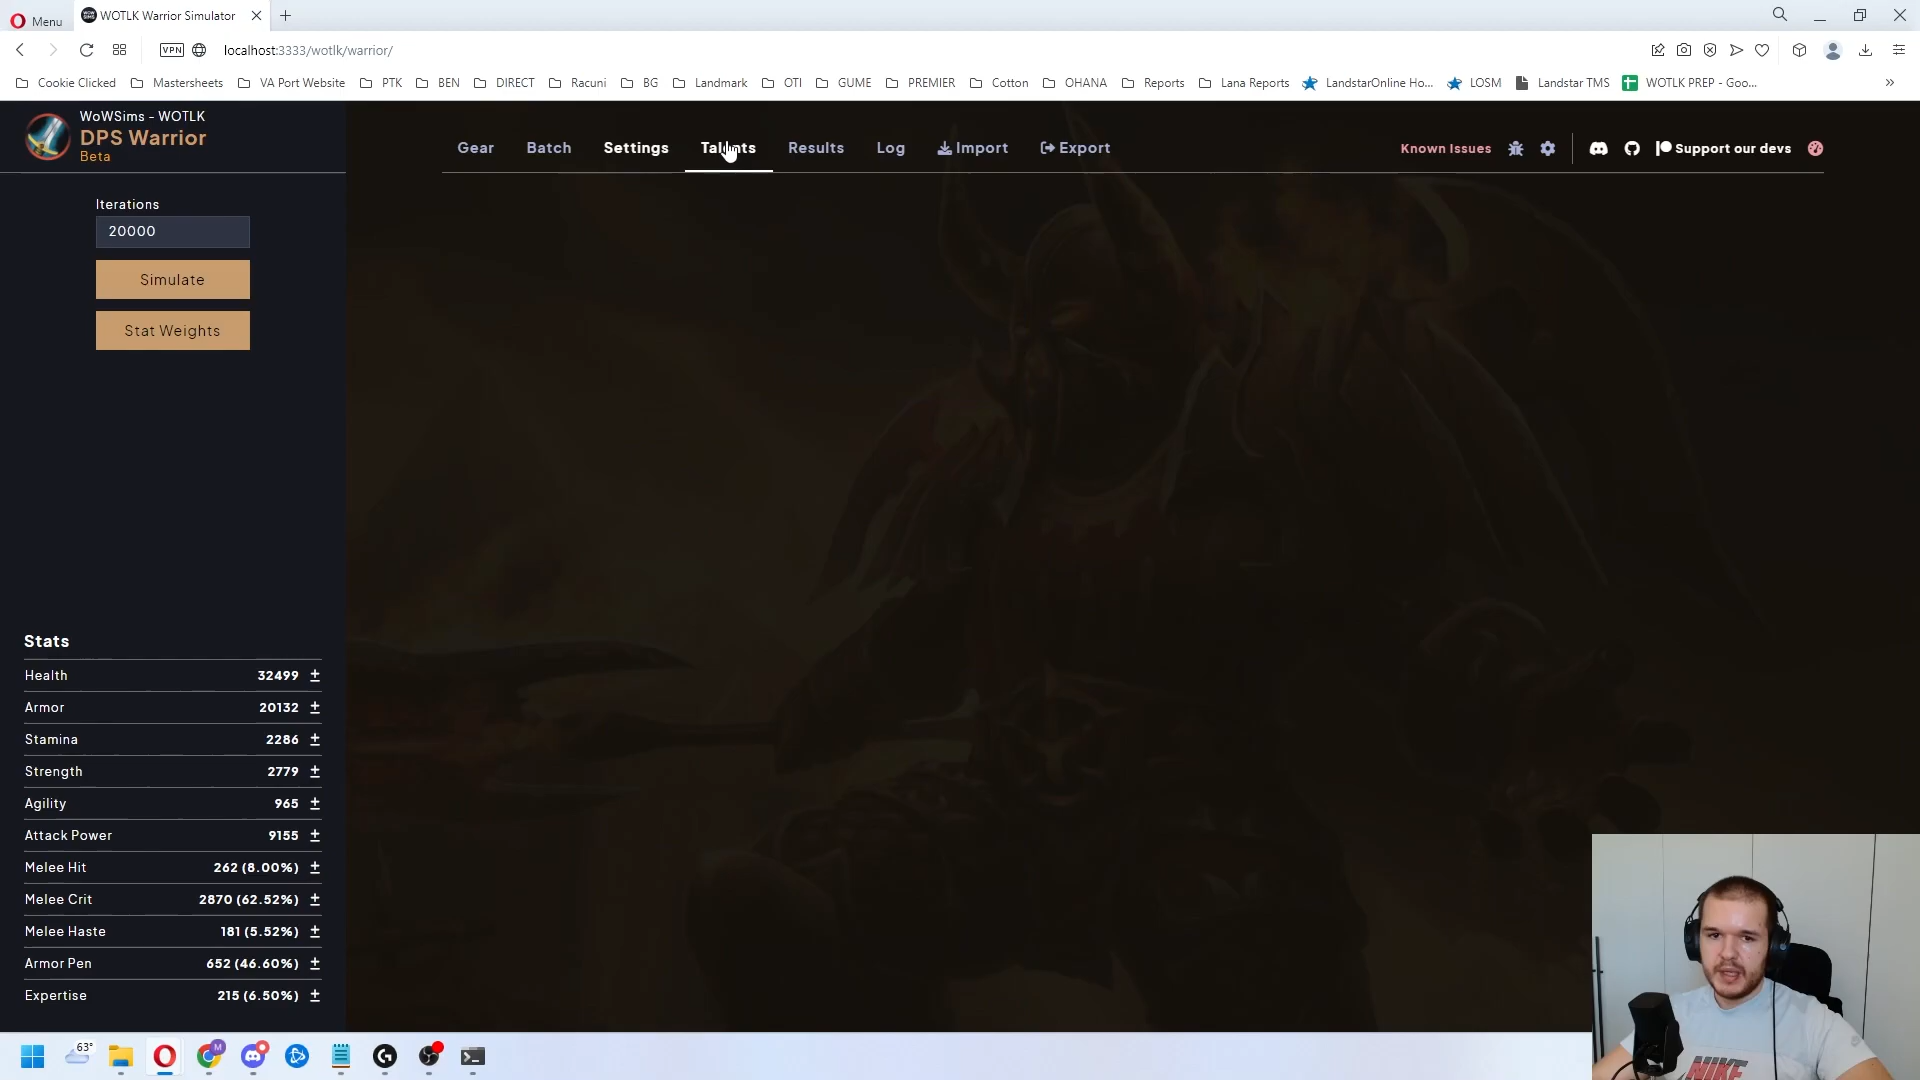 Menu
WOTLK Warrior Simulator
VPN
localhost:3333/wotlk/warrior/
Cookie Clicked
Mastersheets
VA Port Website
PTK
BEN
DIRECT
Racuni
BG
Landmark
OTI
GUME
PREMIER
Cotton
OHANA
Reports
Lana Reports
LandstarOnline Ho...
LOSM
Landstar TMS
WOTLK PREP - Goo...
WoWSims - WOTLK
DPS Warrior
Beta
Gear
Batch
Settings
Talents
Results
Log
Import
Export
Known Issues
Support our devs
Iterations
20000
Simulate
Stat Weights
Stats
Health 32499
Armor 20132
Stamina 2286
Strength 2779
Agility 965
Attack Power 9155
Melee Hit 262 (8.00%)
Melee Crit 2870 (62.52%)
Melee Haste 181 (5.52%)
Armor Pen 652 (46.60%)
Expertise 215 (6.50%)
NIKE
63°
M